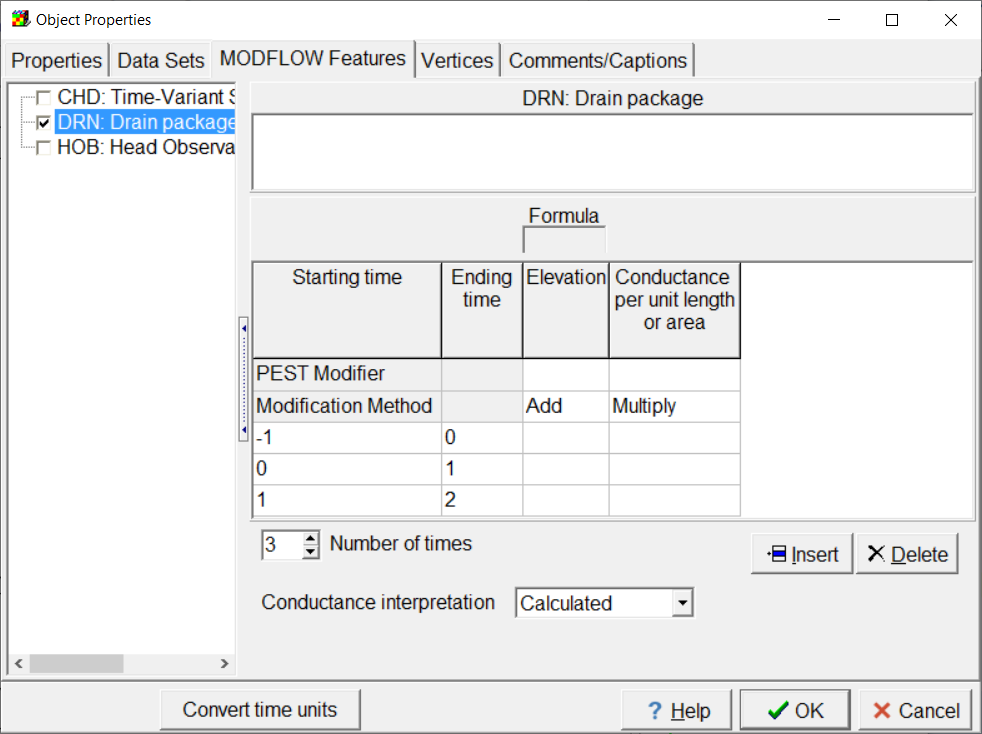 Object Properties
Properties
Data Sets
MODFLOW Features
Vertices
Comments/Captions
CHD: Time-Variant
DRN: Drain package
HOB: Head
DRN: Drain package
Formula
Starting time
Ending
time
Elevation
Conductance
per unit length
or area
PEST Modifier
Modification Method
Add
Multiply
-1
0
0
1
1
2
3
Number of times
Insert
Delete
Conductance interpretation
Calculated
Convert time units
? Help
OK
Cancel